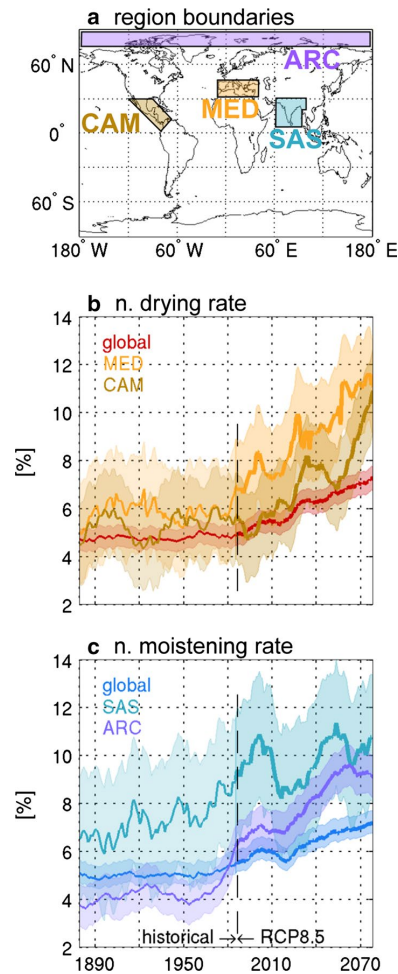 a region boundaries
60° N
ARC
MED
CAM
0°
SAS
60° S
180° W
60° W
60° E
180° E
b n. drying rate
14
global
12
MED
CAM
10
[%]
8
6
4
2
c n. moistening rate
14
global
12
SAS
ARC
10
[%]
8
6
4
historical → ← RCP8.5
2
1890 1950 2010 2070